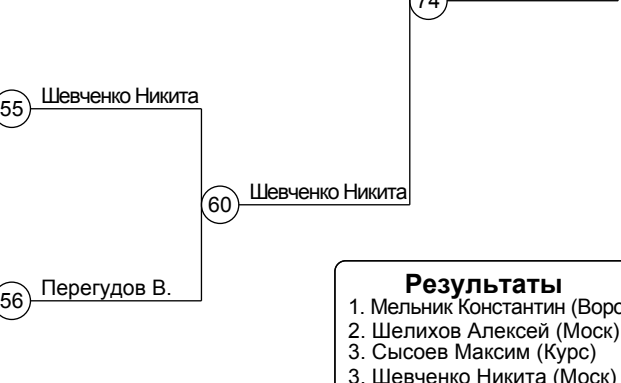 74
Шевченко Никита
55
Шевченко Никита
60
Перегудов В.
56
Результаты
1. Мельник Константин (Воро
2. Шелихов Алексей (Моск)
3. Сысоев Максим (Курс)
3. Шевченко Никита (Моск)